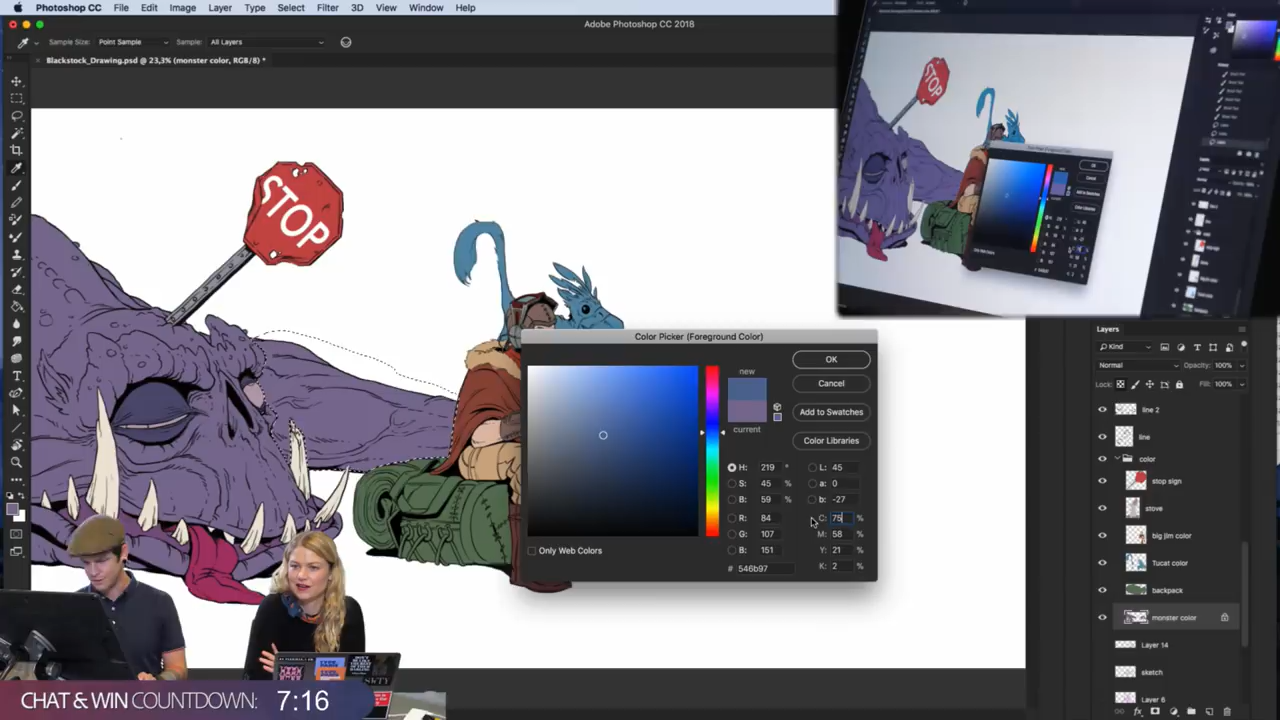 Photoshop CC File Edit Image Layer Type Select Filter 3D View Window Help
Adobe Photoshop CC 2018
Sample Size: Point Sample Sample: All Layers
Blackstock_Drawing.psd @ 23,3% (monster color, RGB/8) *
STOP
STOP
Color Picker (Foreground Color)
new
current
OK
Cancel
Add to Swatches
Color Libraries
H: 219 °
S: 45 %
B: 59 %
R: 84
G: 107
B: 151
# 546b97
L: 45
a: 0
b: -27
C: 75 %
M: 58 %
Y: 21 %
K: 2 %
Only Web Colors
Layers
Kind
Normal Opacity: 100%
Lock: Fill: 100%
line 2
line
color
stop sign
stove
big jim color
Tucat color
backpack
monster color
Layer 14
sketch
Layer 6
CHAT & WIN COUNTDOWN: 7:16